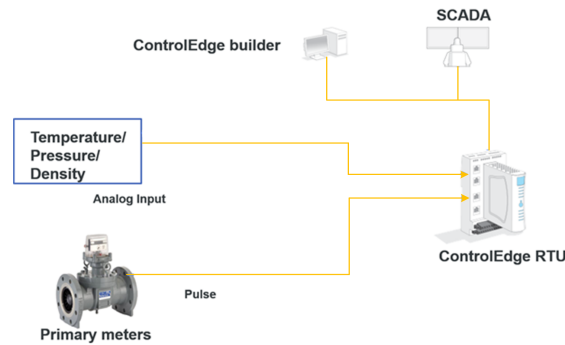 SCADA
ControlEdge builder
Temperature/
Pressure/
Density
Analog Input
ControlEdge RTU
Pulse
Primary meters